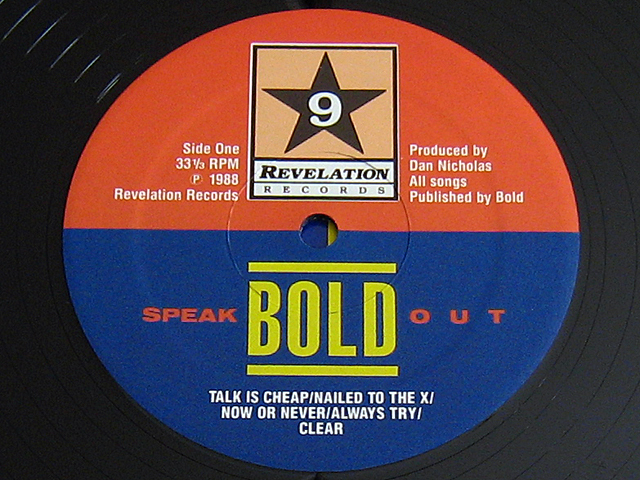 9
REVELATION
RECORDS
Side One
33⅓ RPM
℗ 1988
Revelation Records
Produced by
Dan Nicholas
All songs
Published by Bold
SPEAK BOLD OUT
TALK IS CHEAP/NAILED TO THE X/
NOW OR NEVER/ALWAYS TRY/
CLEAR